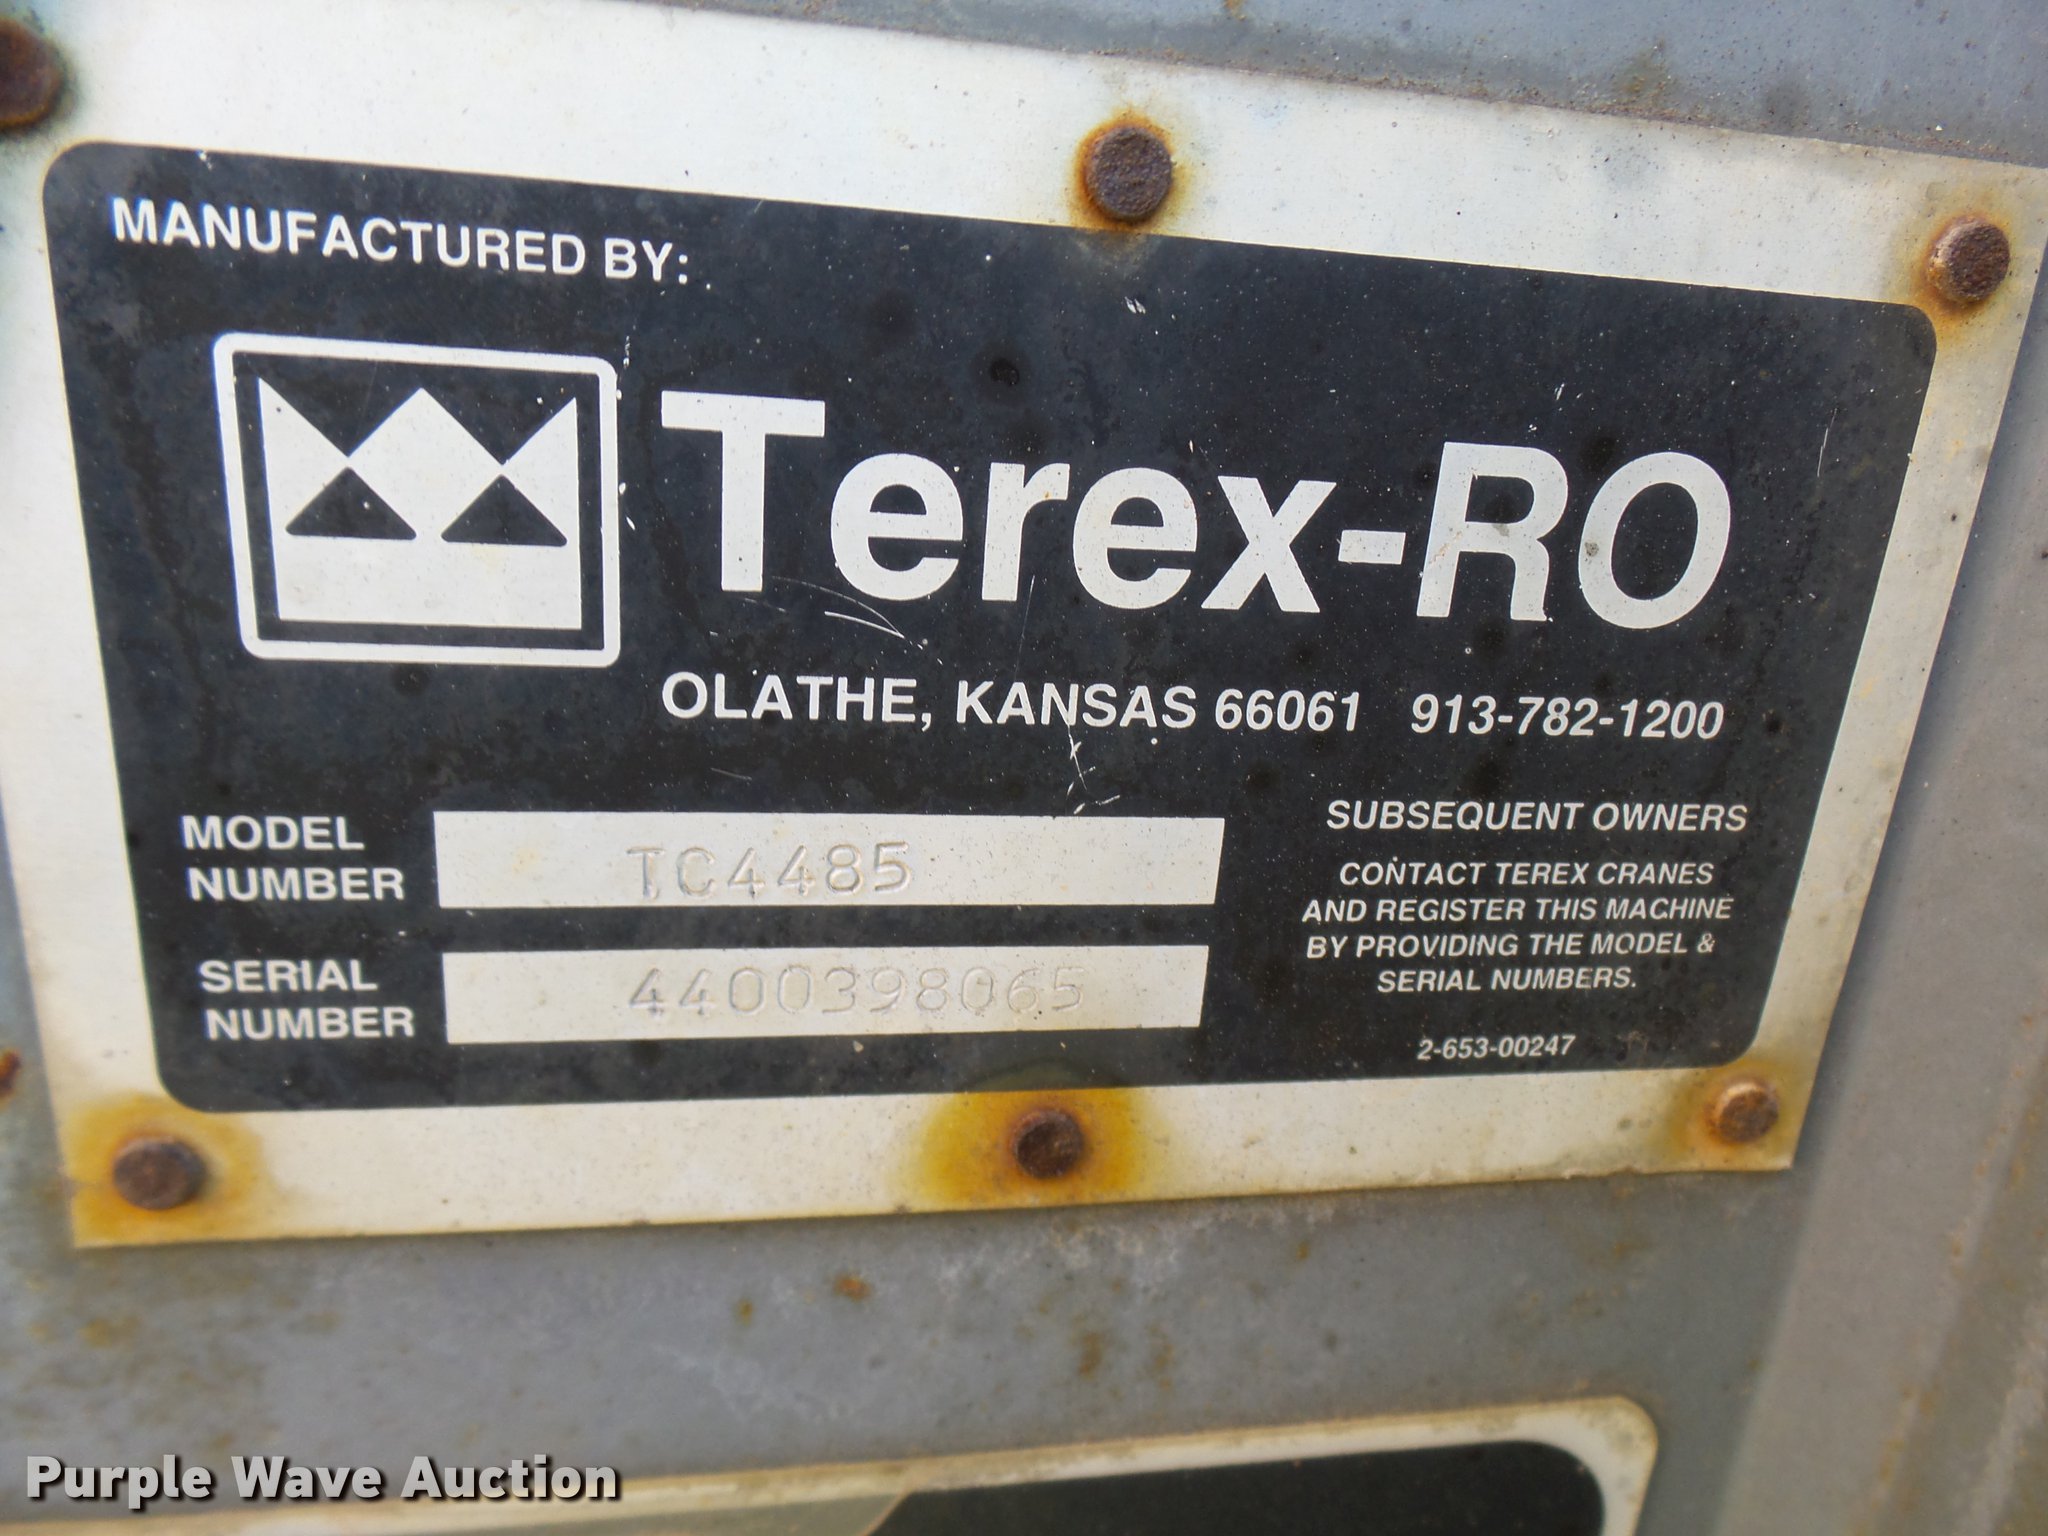 MANUFACTURED BY:
Terex-RO
OLATHE, KANSAS 66061 913-782-1200
MODEL
NUMBER
TC4485
SERIAL
NUMBER
4400398065
SUBSEQUENT OWNERS
CONTACT TEREX CRANES
AND REGISTER THIS MACHINE
BY PROVIDING THE MODEL &
SERIAL NUMBERS.
2-653-00247
Purple Wave Auction